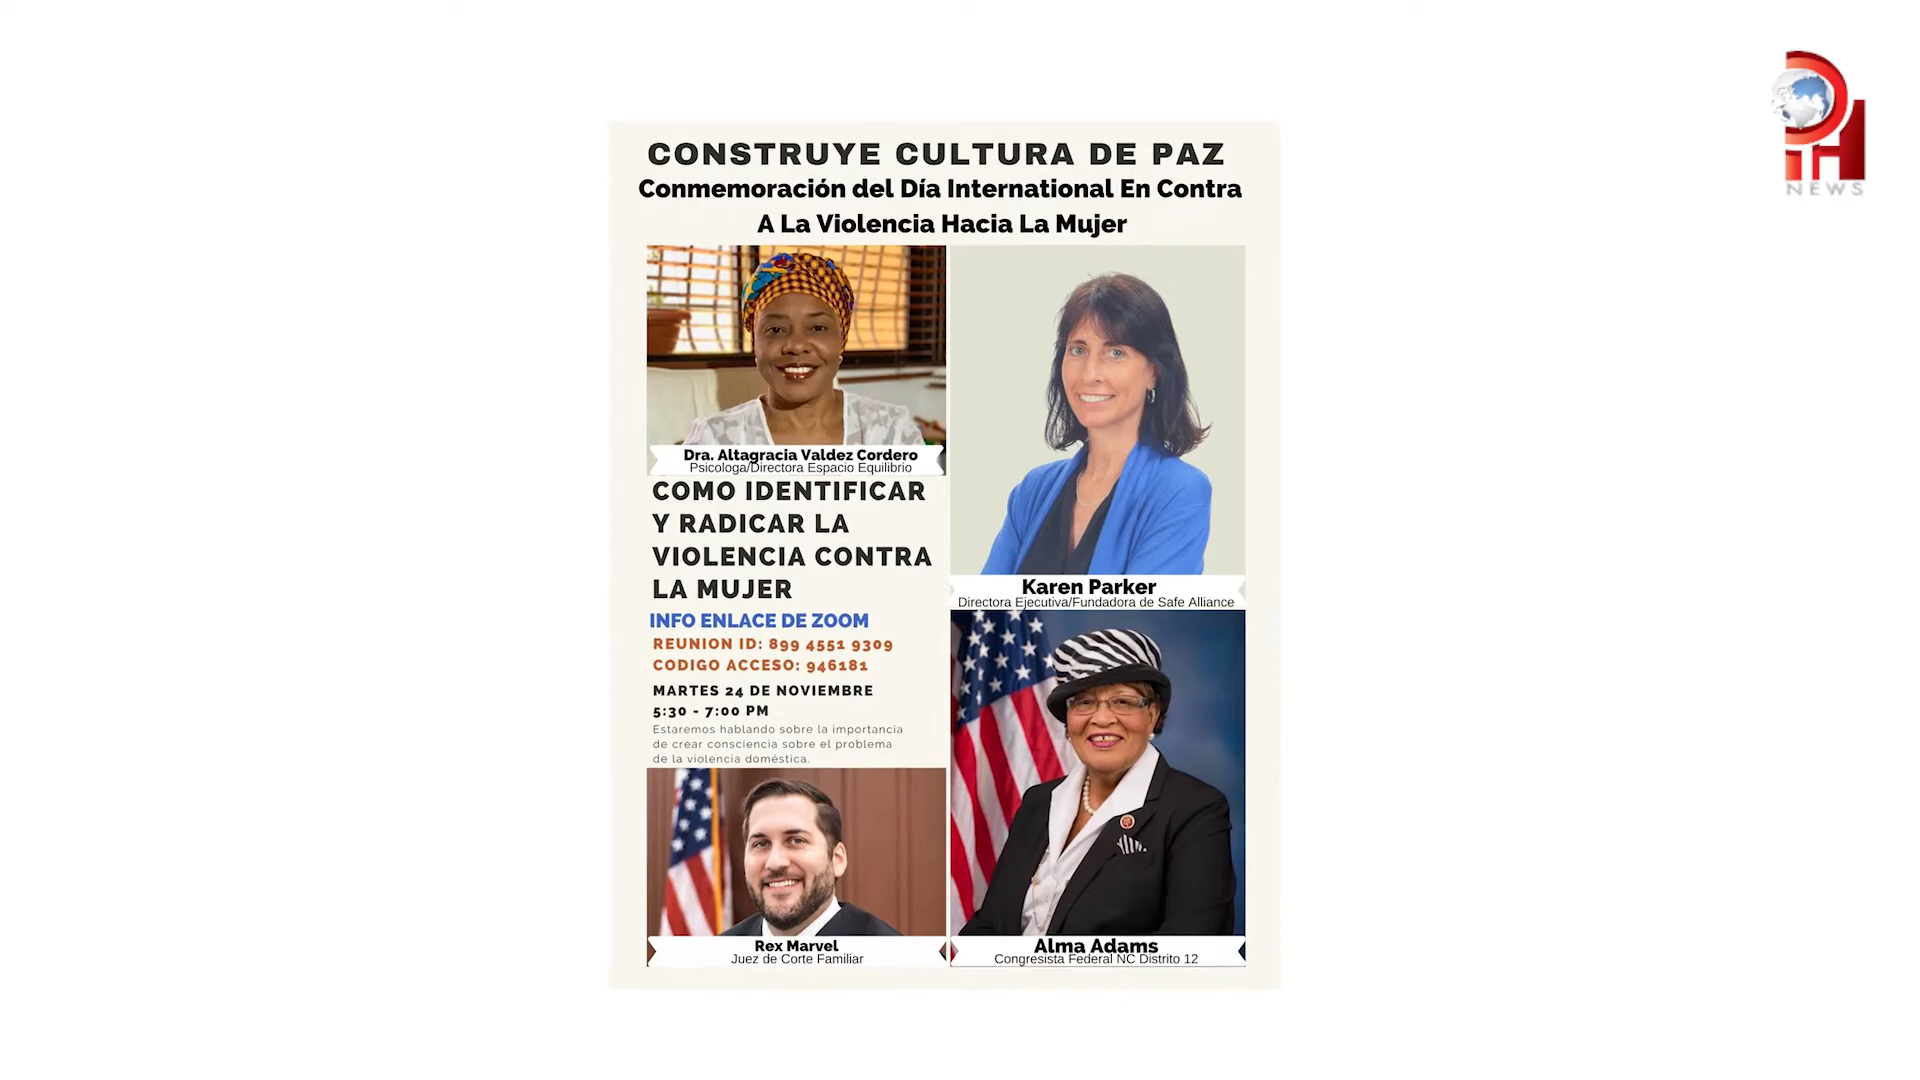 CONSTRUYE CULTURA DE PAZ
Conmemoración del Día International En Contra
A La Violencia Hacia La Mujer
Dra. Altagracia Valdez Cordero
Psicologa/Directora Espacio Equilibrio
COMO IDENTIFICAR
Y RADICAR LA
VIOLENCIA CONTRA
LA MUJER
INFO ENLACE DE ZOOM
REUNION ID: 899 4551 9309
CODIGO ACCESO: 946181
MARTES 24 DE NOVIEMBRE
5:30 - 7:00 PM
Estaremos hablando sobre la importancia
de crear consciencia sobre el problema
de la violencia doméstica.
Rex Marvel
Juez de Corte Familiar
Karen Parker
Directora Ejecutiva/Fundadora de Safe Alliance
Alma Adams
Congresista Federal NC Distrito 12
PH
NEWS